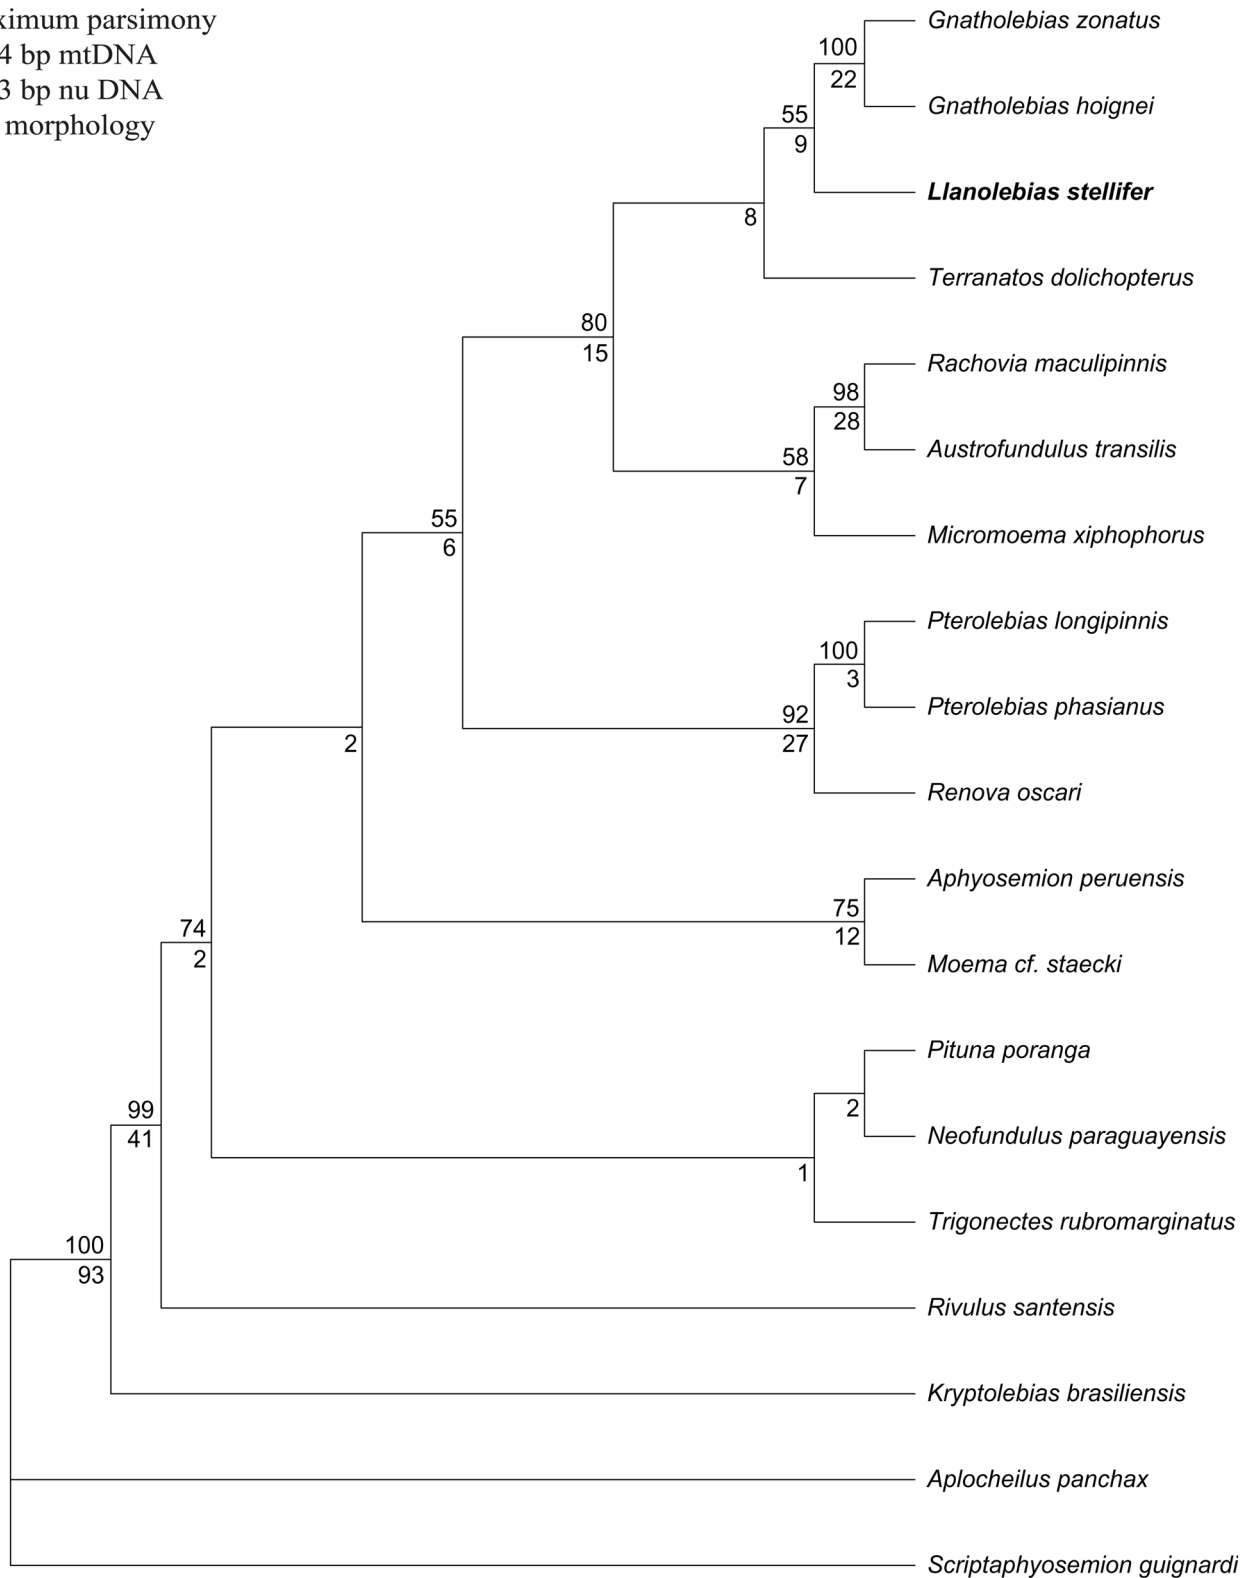 ximum parsimony
4 bp mtDNA
3 bp nu DNA
morphology
Gnatholebias zonatus
100
22
Gnatholebias hoignei
55
9
Llanolebias stellifer
8
Terranatos dolichopterus
80
15
Rachovia maculipinnis
98
28
Austrofundulus transilis
58
7
Micromoema xiphophorus
55
6
Pterolebias longipinnis
100
3
Pterolebias phasianus
92
27
2
Renova oscari
Aphyosemion peruensis
75
12
Moema cf. staecki
74
2
Pituna poranga
2
Neofundulus paraguayensis
1
Trigonectes rubromarginatus
99
41
Rivulus santensis
100
93
Kryptolebias brasiliensis
Aplocheilus panchax
Scriptaphyosemion guignardi